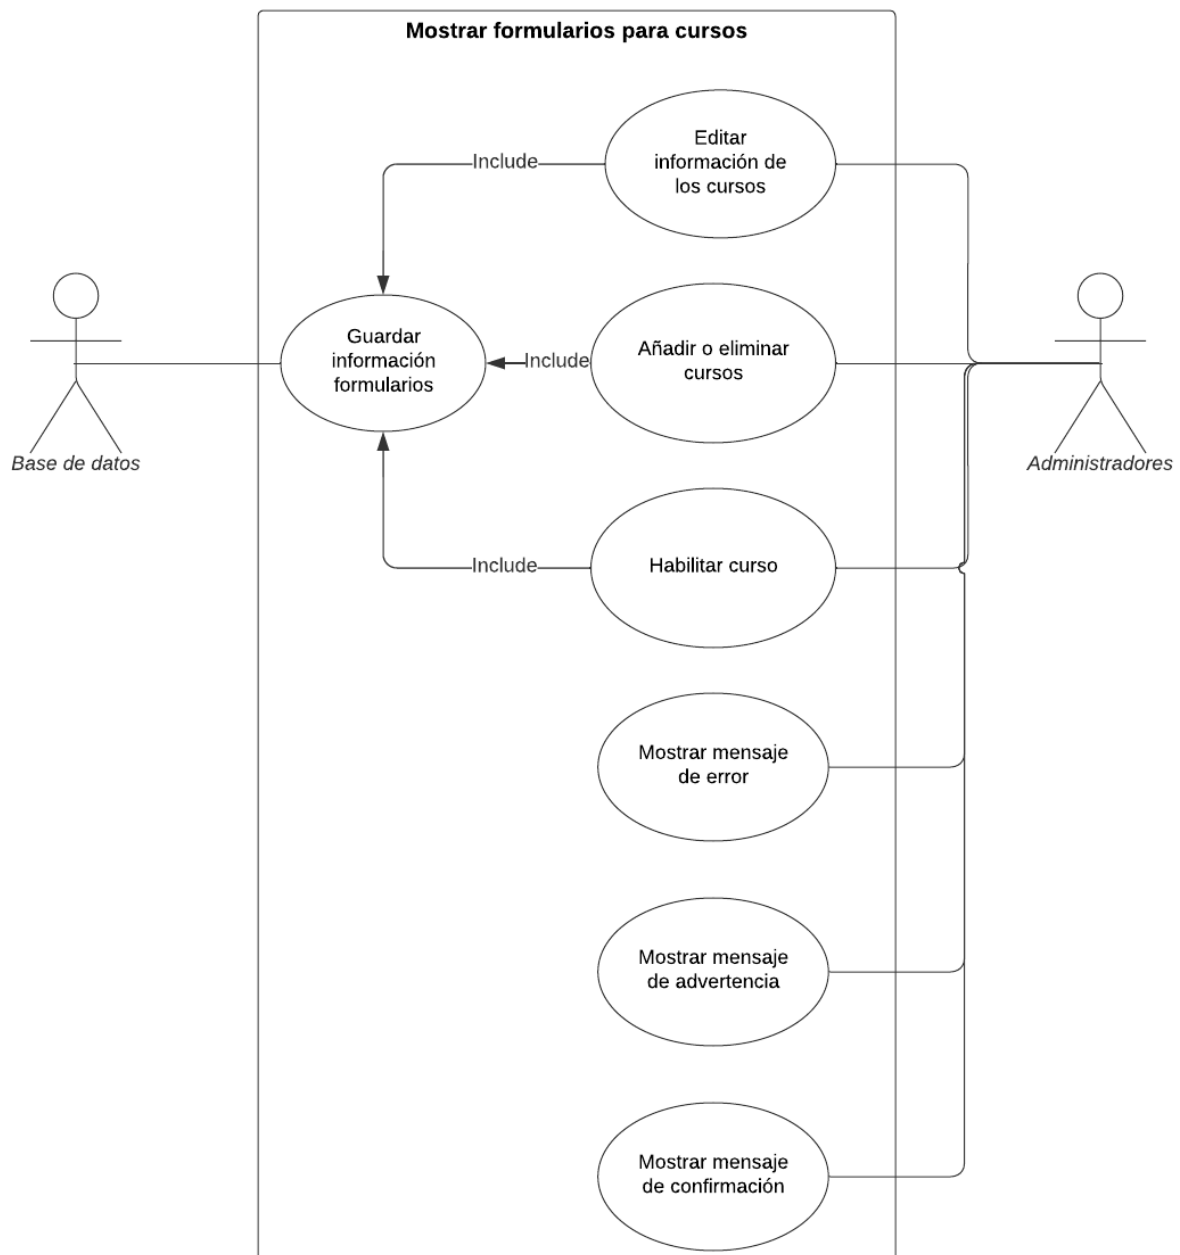 Mostrar formularios para cursos
Editar
información de
los cursos
Include
Guardar
información
formularios
Include
Añadir o eliminar
cursos
Base de datos
Administradores
Include
Habilitar curso
Mostrar mensaje
de error
Mostrar mensaje
de advertencia
Mostrar mensaje
de confirmación